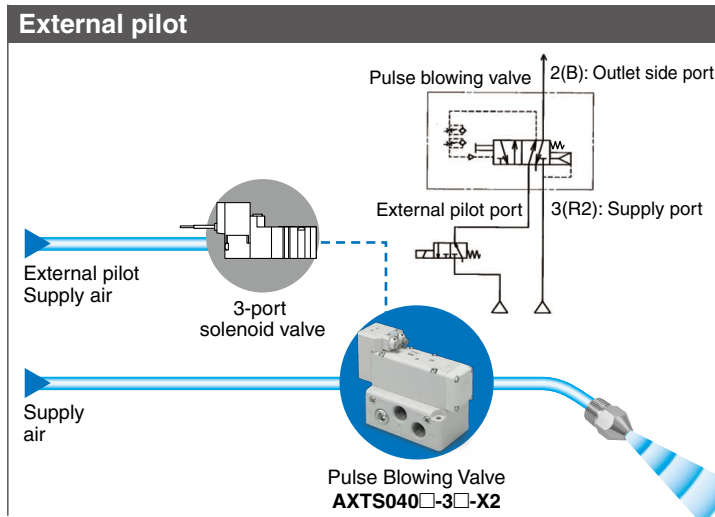 External pilot
Pulse blowing valve
2(B): Outlet side port
External pilot port
3(R2): Supply port
External pilot
Supply air
3-port
solenoid valve
Supply
air
Pulse Blowing Valve
AXTS040□-3□-X2